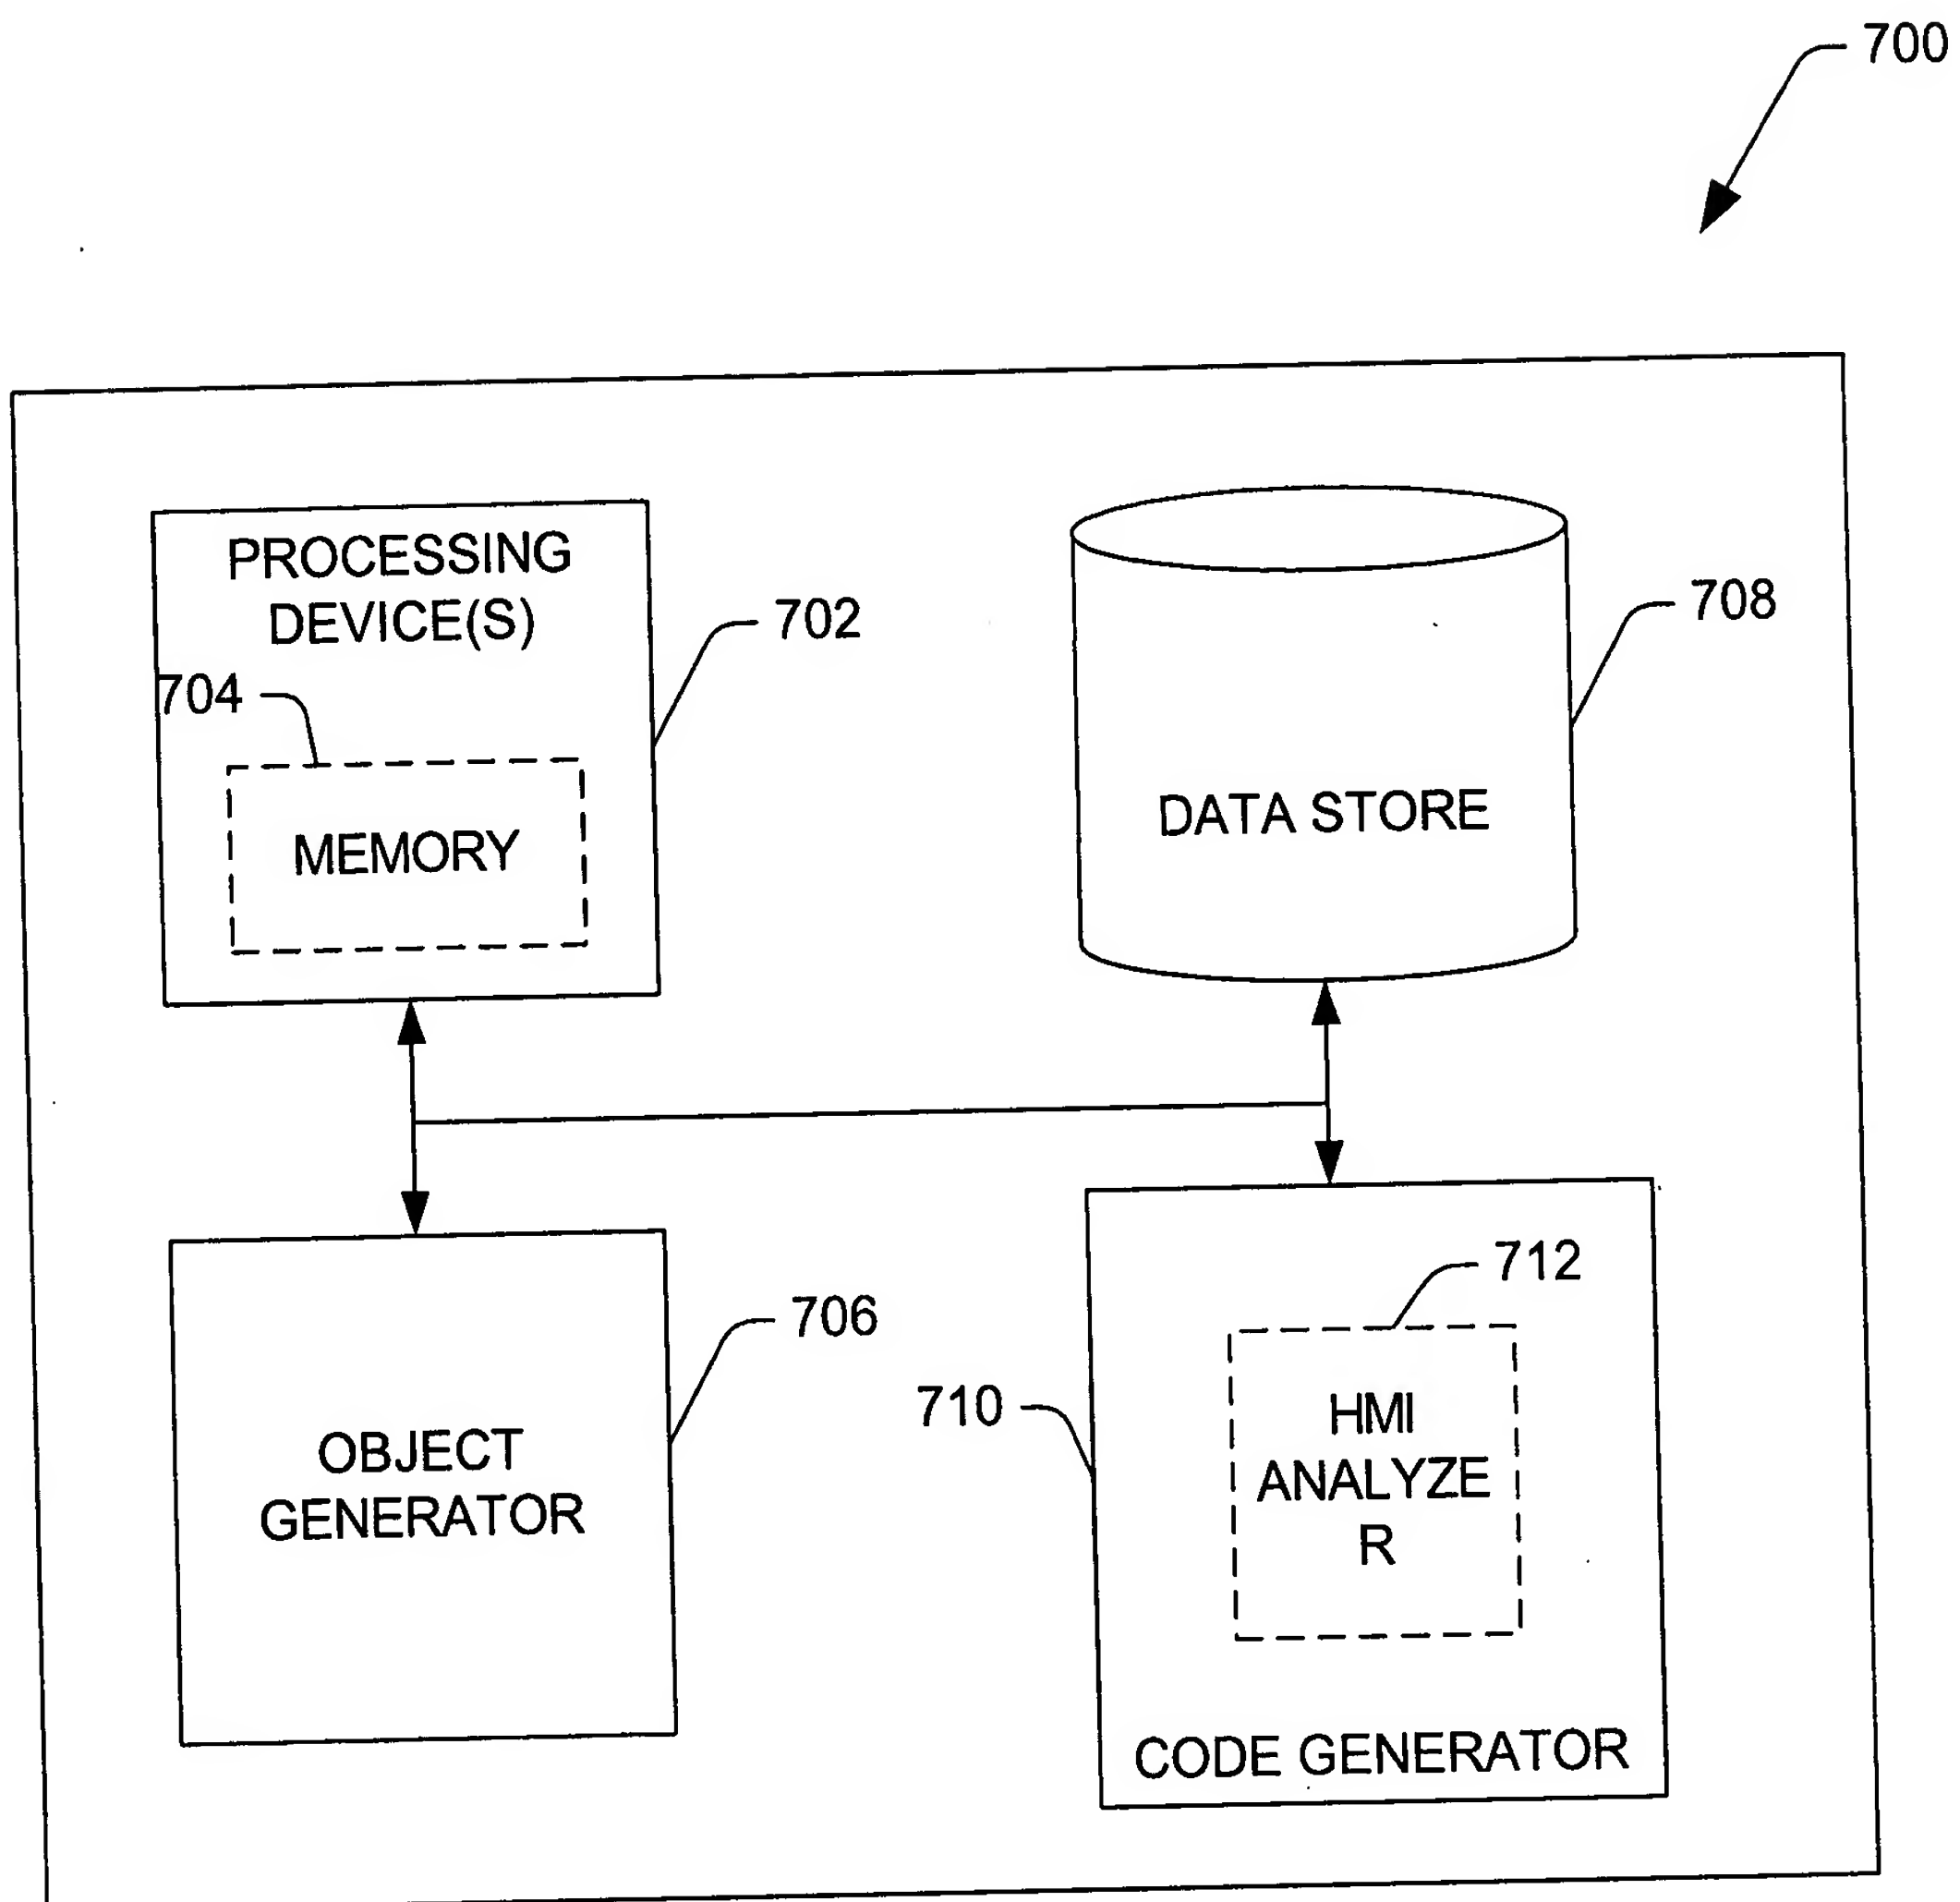 700
PROCESSING
DEVICE(S)
702
704
MEMORY
708
DATA STORE
706
OBJECT
GENERATOR
710
712
HMI
ANALYZE
R
CODE GENERATOR